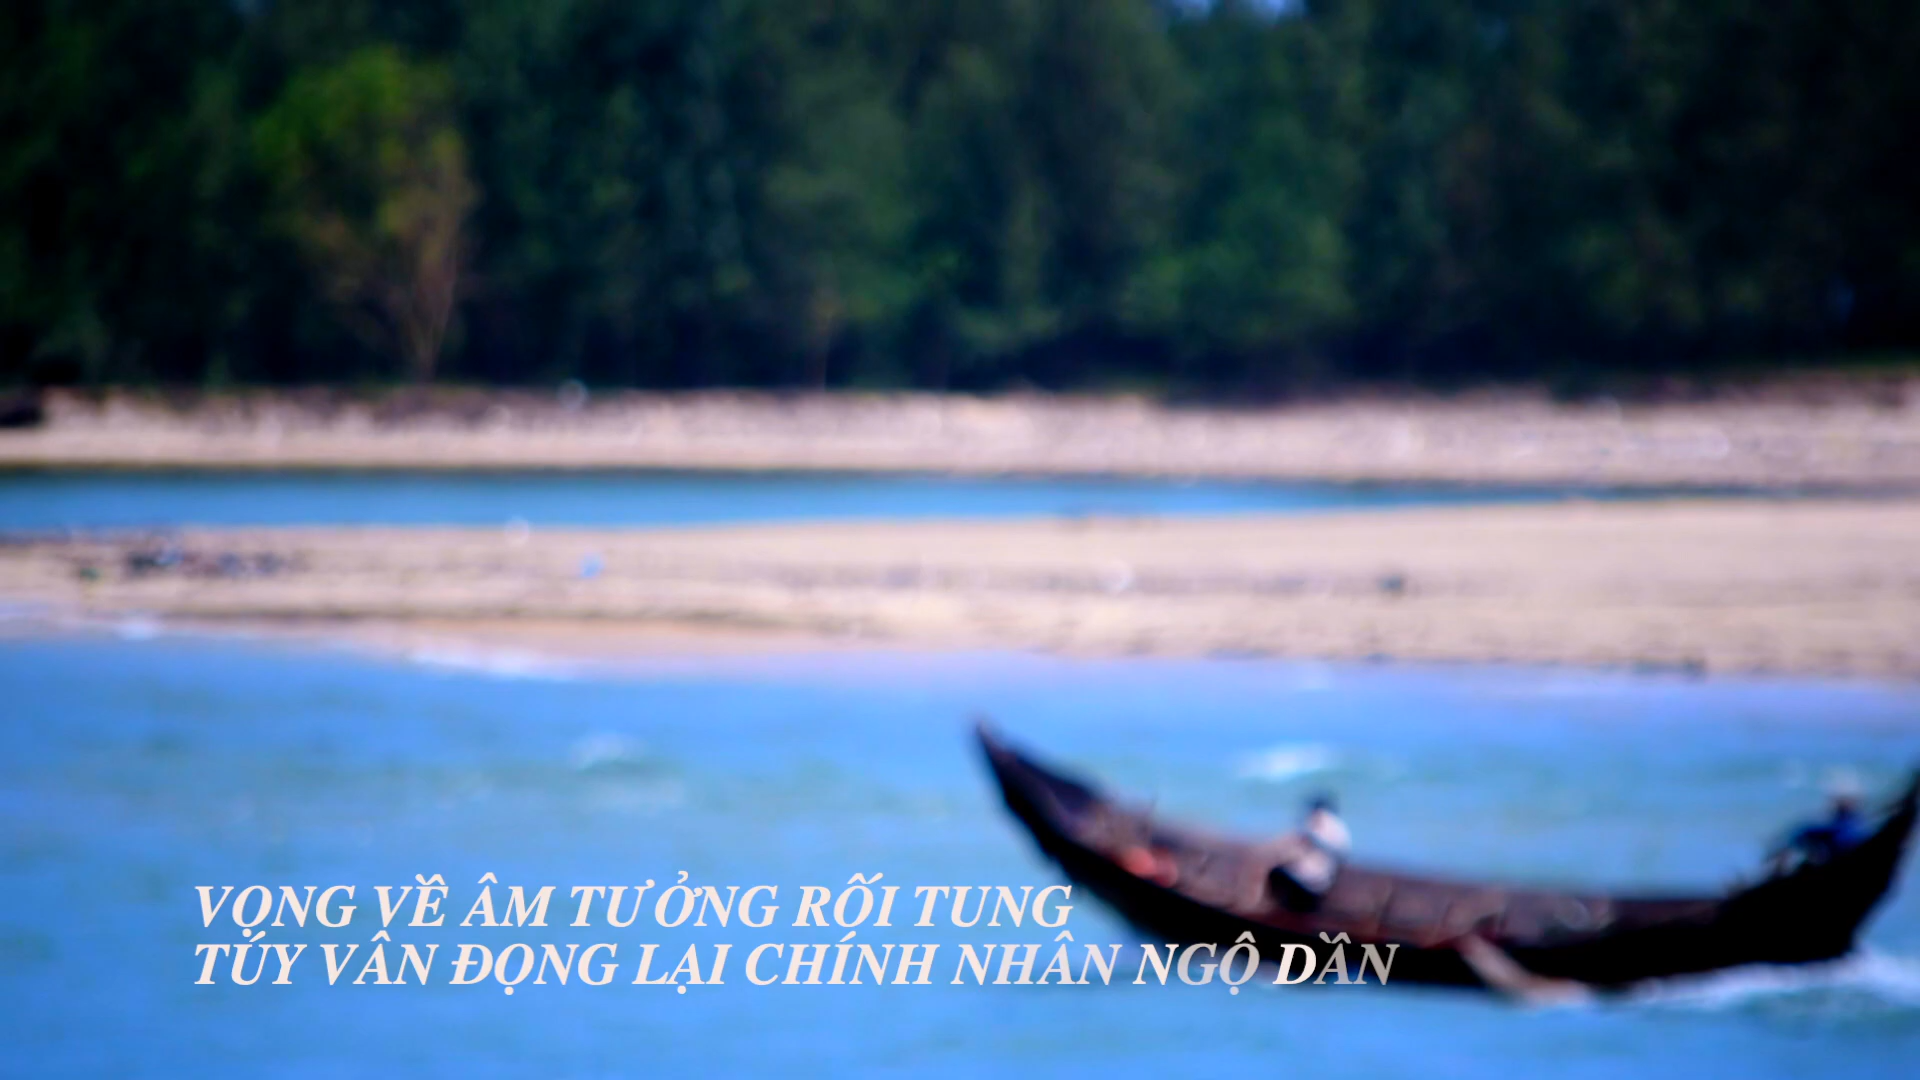 VỌNG VỀ ÂM TƯỞNG RỐI TUNG
TÚY VÂN ĐỌNG LẠI CHÍNH NHÂN NGỘ DẦN